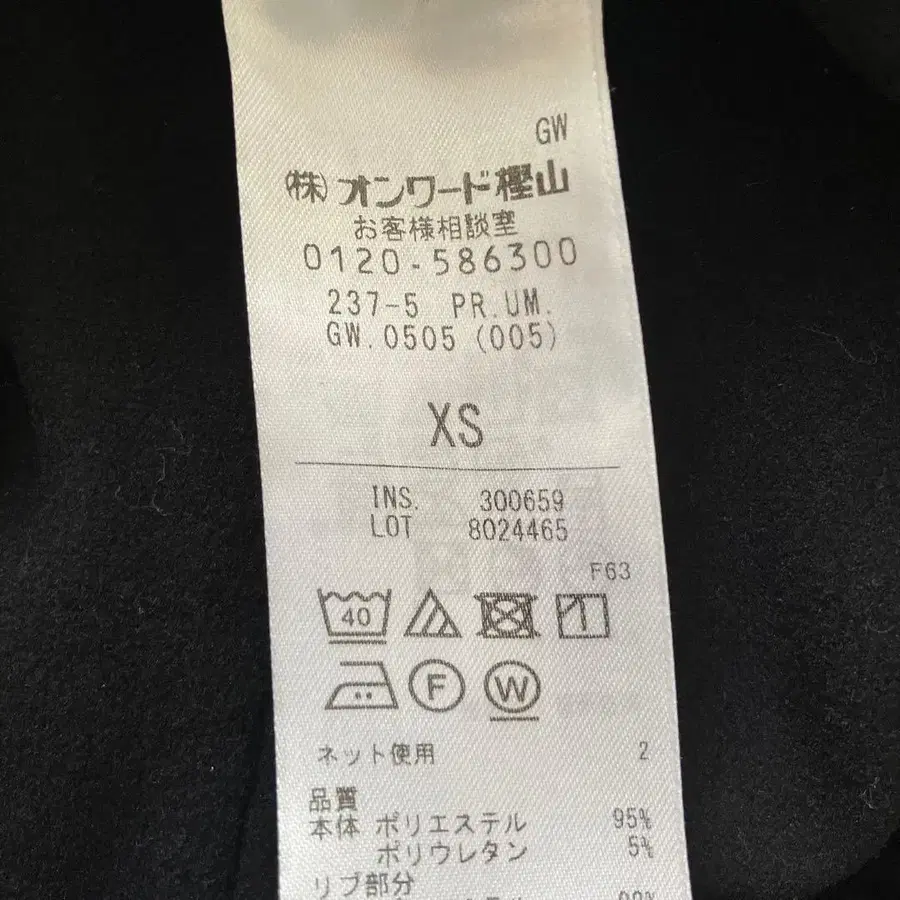 GW
(株)オンワード樫山
お客様相談室
0120-586300
237-5 PR.UM.
GW.0505 (005)
XS
INS. 300659
LOT 8024465
F63
40
F
W
ネット使用 2
品質
本体 ポリエステル 95%
ポリウレタン 5%
リブ部分